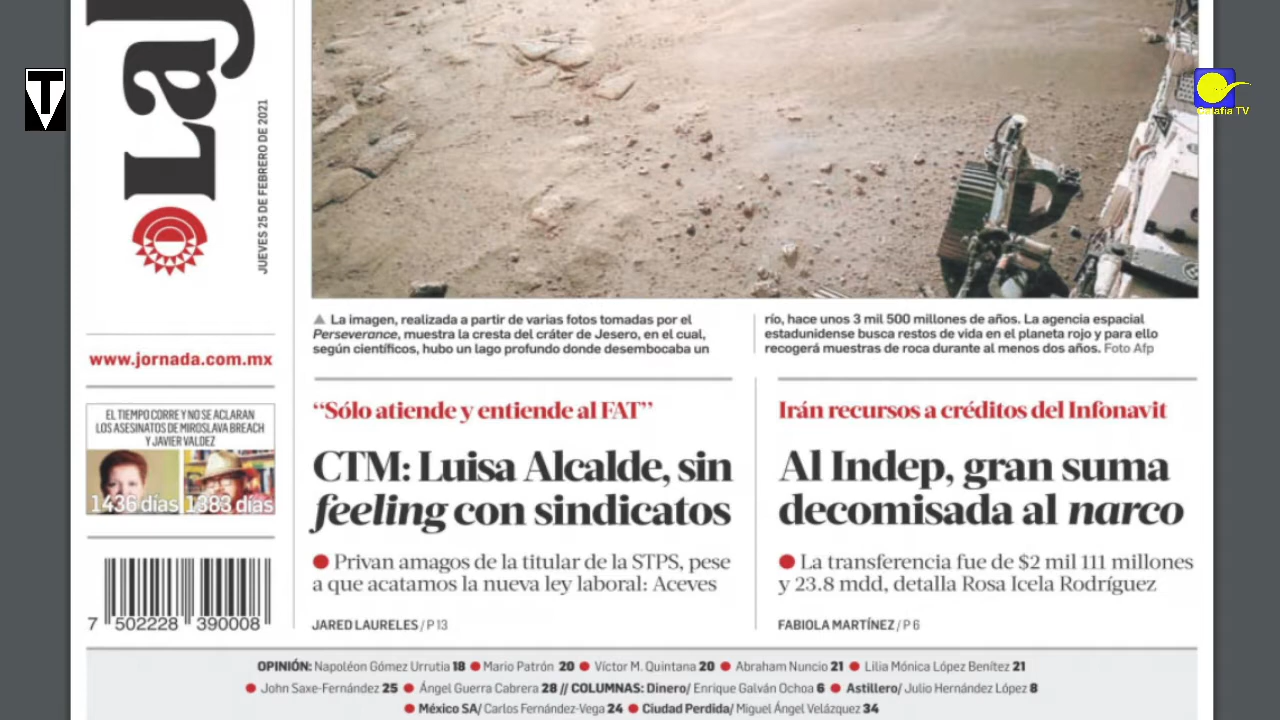 La
JUEVES 25 DE FEBRERO DE 2021
T
Calafia TV
www.jornada.com.mx
EL TIEMPO CORRE Y NO SE ACLARAN
LOS ASESINATOS DE MIROSLAVA BREACH
Y JAVIER VALDEZ
1436 días 1383 días
7 502228 390008
▲ La imagen, realizada a partir de varias fotos tomadas por el
Perseverance, muestra la cresta del cráter de Jesero, en el cual,
según científicos, hubo un lago profundo donde desembocaba un
río, hace unos 3 mil 500 millones de años. La agencia espacial
estadunidense busca restos de vida en el planeta rojo y para ello
recogerá muestras de roca durante al menos dos años. Foto Afp
“Sólo atiende y entiende al FAT”
CTM: Luisa Alcalde, sin
feeling con sindicatos
● Privan amagos de la titular de la STPS, pese
a que acatamos la nueva ley laboral: Aceves
JARED LAURELES / P 13
Irán recursos a créditos del Infonavit
Al Indep, gran suma
decomisada al narco
● La transferencia fue de $2 mil 111 millones
y 23.8 mdd, detalla Rosa Icela Rodríguez
FABIOLA MARTÍNEZ / P 6
OPINIÓN: Napoléon Gómez Urrutia 18 ● Mario Patrón 20 ● Víctor M. Quintana 20 ● Abraham Nuncio 21 ● Lilia Mónica López Benítez 21
● John Saxe-Fernández 25 ● Ángel Guerra Cabrera 28 // COLUMNAS: Dinero/ Enrique Galván Ochoa 6 ● Astillero/ Julio Hernández López 8
● México SA/ Carlos Fernández-Vega 24 ● Ciudad Perdida/ Miguel Ángel Velázquez 34